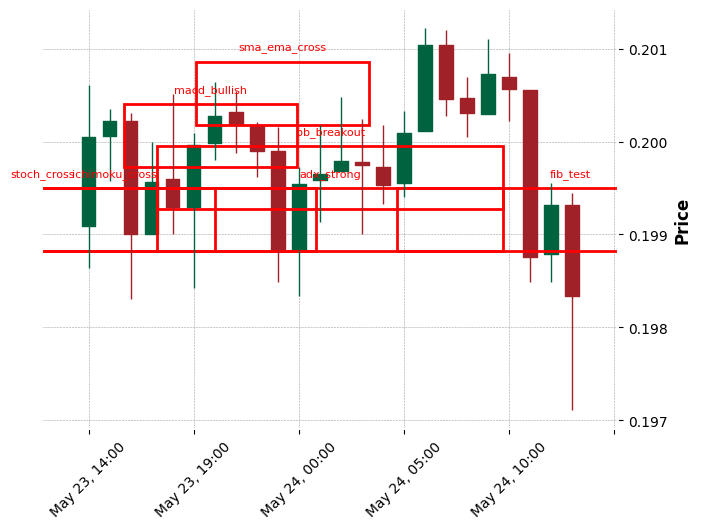 sma_ema_cross
macd_bullish
bb_breakout
stoch_cross
ichimoku_cross
adx_strong
fib_test
0.201
0.200
0.199
0.198
0.197
Price
May 23, 14:00
May 23, 19:00
May 24, 00:00
May 24, 05:00
May 24, 10:00